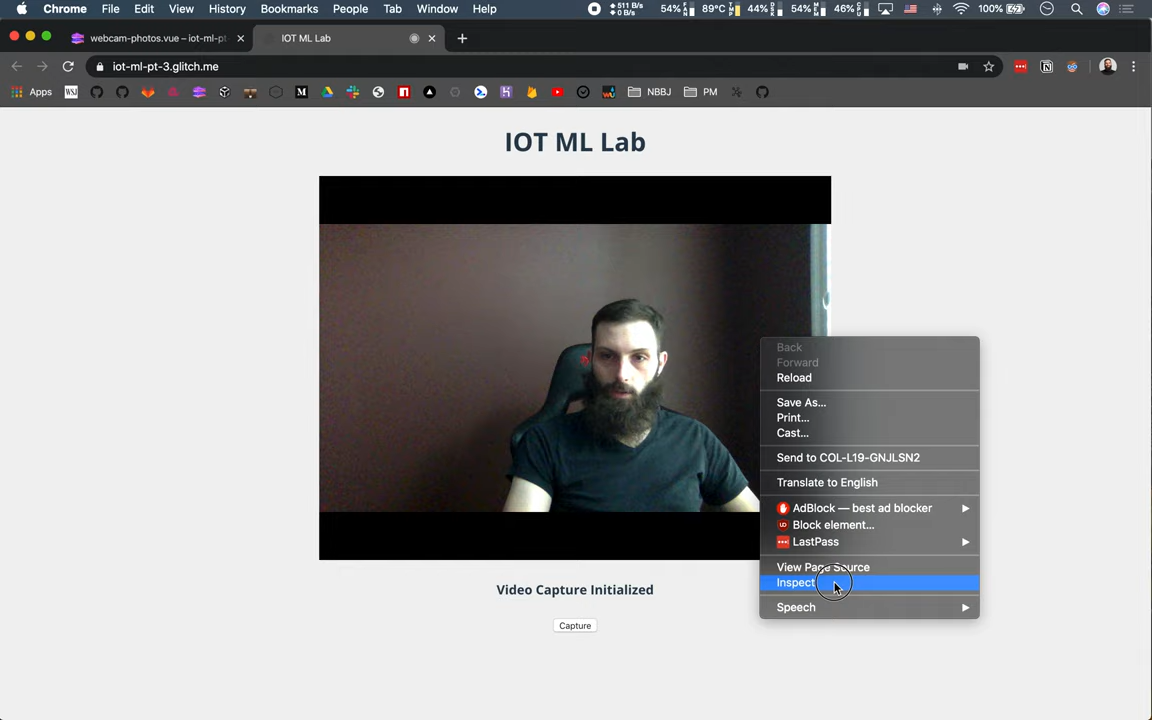 Chrome File Edit View History Bookmarks People Tab Window Help 511 B/s 0 B/s 54% 89°C 44% 54% 46% 100%
webcam-photos.vue – iot-ml-pt IOT ML Lab
iot-ml-pt-3.glitch.me
Apps WSJ NBBJ PM
IOT ML Lab
Back
Forward
Reload
Save As...
Print...
Cast...
Send to COL-L19-GNJLSN2
Translate to English
AdBlock — best ad blocker
Block element...
LastPass
View Page Source
Inspect
Speech
Video Capture Initialized
Capture